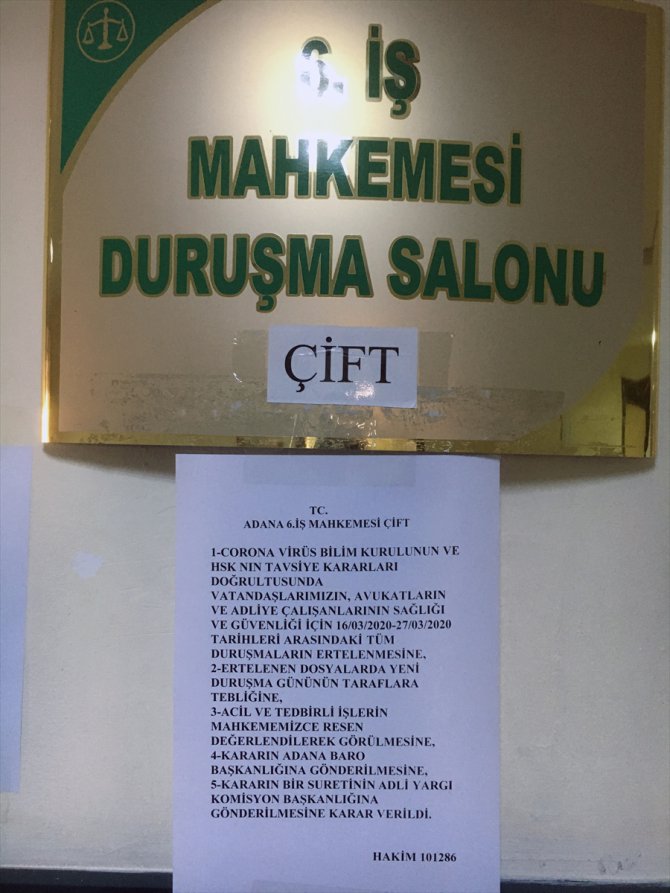 6. İŞ
MAHKEMESİ
DURUŞMA SALONU
ÇİFT
TC.
ADANA 6.İŞ MAHKEMESİ ÇİFT
1-CORONA VİRÜS BİLİM KURULUNUN VE
HSK NIN TAVSİYE KARARLARI
DOĞRULTUSUNDA
VATANDAŞLARIMIZIN, AVUKATLARIN
VE ADLİYE ÇALIŞANLARININ SAĞLIĞI
VE GÜVENLİĞİ İÇİN 16/03/2020-27/03/2020
TARİHLERİ ARASINDAKİ TÜM
DURUŞMALARIN ERTELENMESİNE,
2-ERTELENEN DOSYALARDA YENİ
DURUŞMA GÜNÜNÜN TARAFLARA
TEBLİĞİNE,
3-ACİL VE TEDBİRLİ İŞLERİN
MAHKEMEMİZCE RESEN
DEĞERLENDİLEREK GÖRÜLMESİNE,
4-KARARIN ADANA BARO
BAŞKANLIĞINA GÖNDERİLMESİNE,
5-KARARIN BİR SURETİNİN ADLİ YARGI
KOMİSYON BAŞKANLIĞINA
GÖNDERİLMESİNE KARAR VERİLDİ.
HAKİM 101286